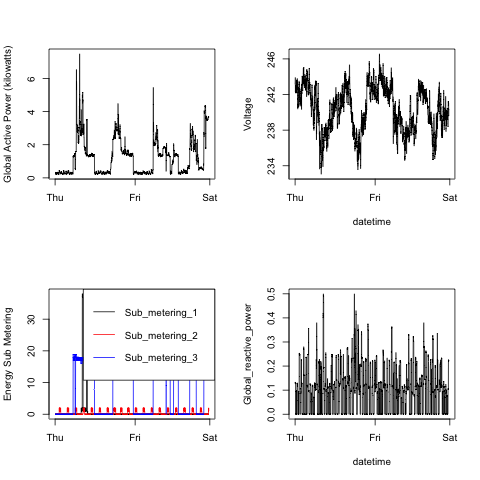 Global Active Power (kilowatts)
0 2 4 6
Thu Fri Sat
Voltage
234 238 242 246
Thu Fri Sat
datetime
Energy Sub Metering
0 10 20 30
Sub_metering_1
Sub_metering_2
Sub_metering_3
Thu Fri Sat
Global_reactive_power
0.0 0.1 0.2 0.3 0.4 0.5
Thu Fri Sat
datetime